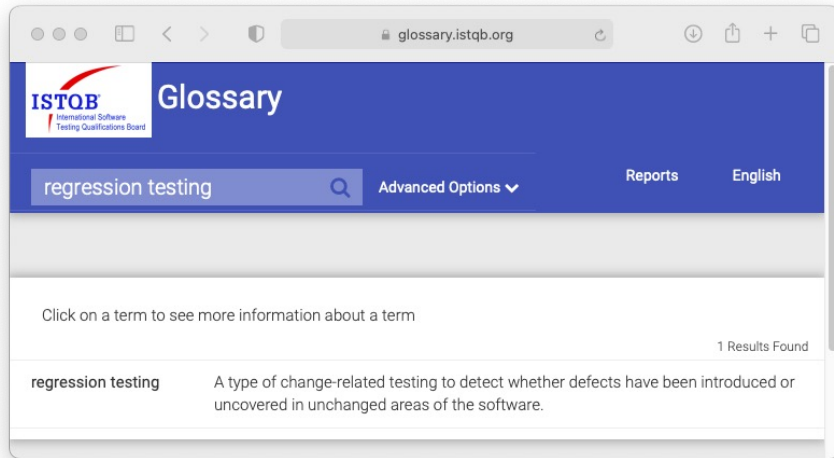 glossary.istqb.org
ISTQB®
International Software
Testing Qualifications Board
Glossary
regression testing
Advanced Options
Reports
English
Click on a term to see more information about a term
1 Results Found
regression testing
A type of change-related testing to detect whether defects have been introduced or
uncovered in unchanged areas of the software.